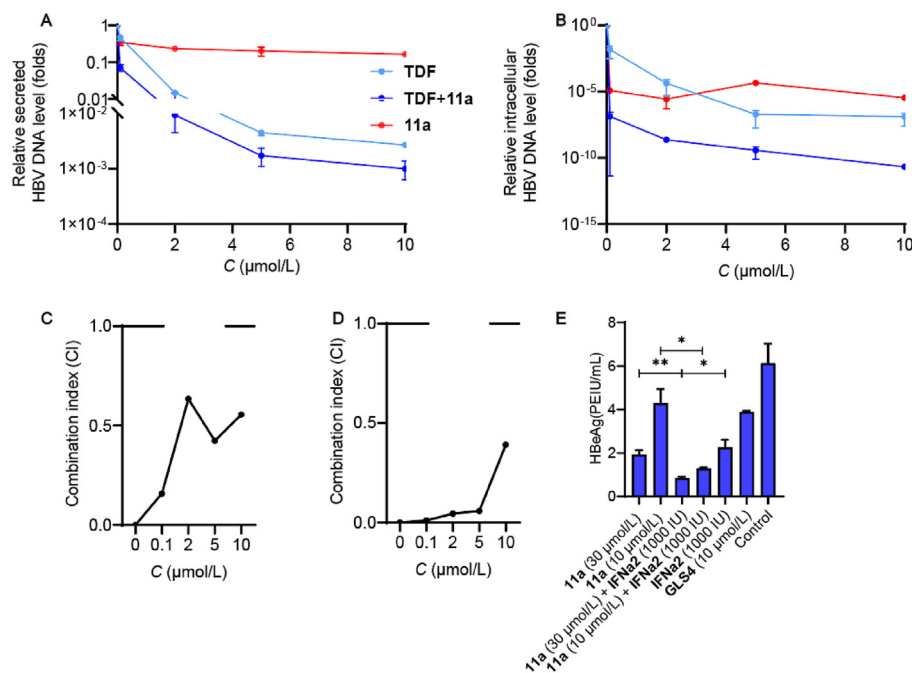 A
Relative secreted
HBV DNA level (folds)
1
0.1
0.01
1×10⁻²
1×10⁻³
1×10⁻⁴
0 2 4 6 8 10
C (μmol/L)
TDF
TDF+11a
11a
B
Relative intracellular
HBV DNA level (folds)
10⁰
10⁻⁵
10⁻¹⁰
10⁻¹⁵
0 2 4 6 8 10
C (μmol/L)
C
Combination index (CI)
1.0
0.5
0.0
0 0.1 2 5 10
C (μmol/L)
D
Combination index (CI)
1.0
0.5
0.0
0 0.1 2 5 10
C (μmol/L)
E
HBeAg(PEIU/mL)
8
6
4
2
0
*
** *
11a (30 μmol/L)
11a (10 μmol/L)
11a (30 μmol/L) + IFNa2 (1000 IU)
11a (10 μmol/L) + IFNa2 (1000 IU)
IFNa2 (1000 IU)
GLS4 (10 μmol/L)
Control